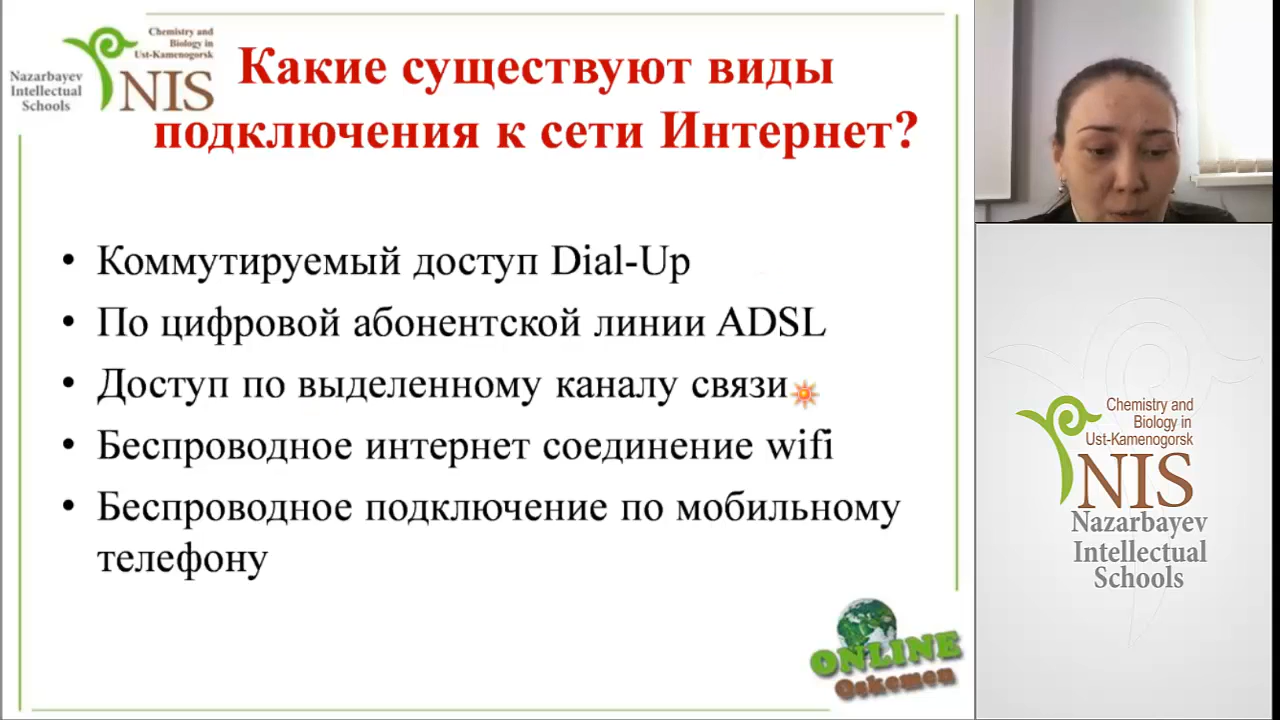 Chemistry and
Biology in
Ust-Kamenogorsk
Nazarbayev
Intellectual
Schools
NIS
Какие существуют виды
подключения к сети Интернет?
• Коммутируемый доступ Dial-Up
• По цифровой абонентской линии ADSL
• Доступ по выделенному каналу связи
• Беспроводное интернет соединение wifi
• Беспроводное подключение по мобильному
телефону
ONLINE
Oskemen
Chemistry and
Biology in
Ust-Kamenogorsk
NIS
Nazarbayev
Intellectual
Schools